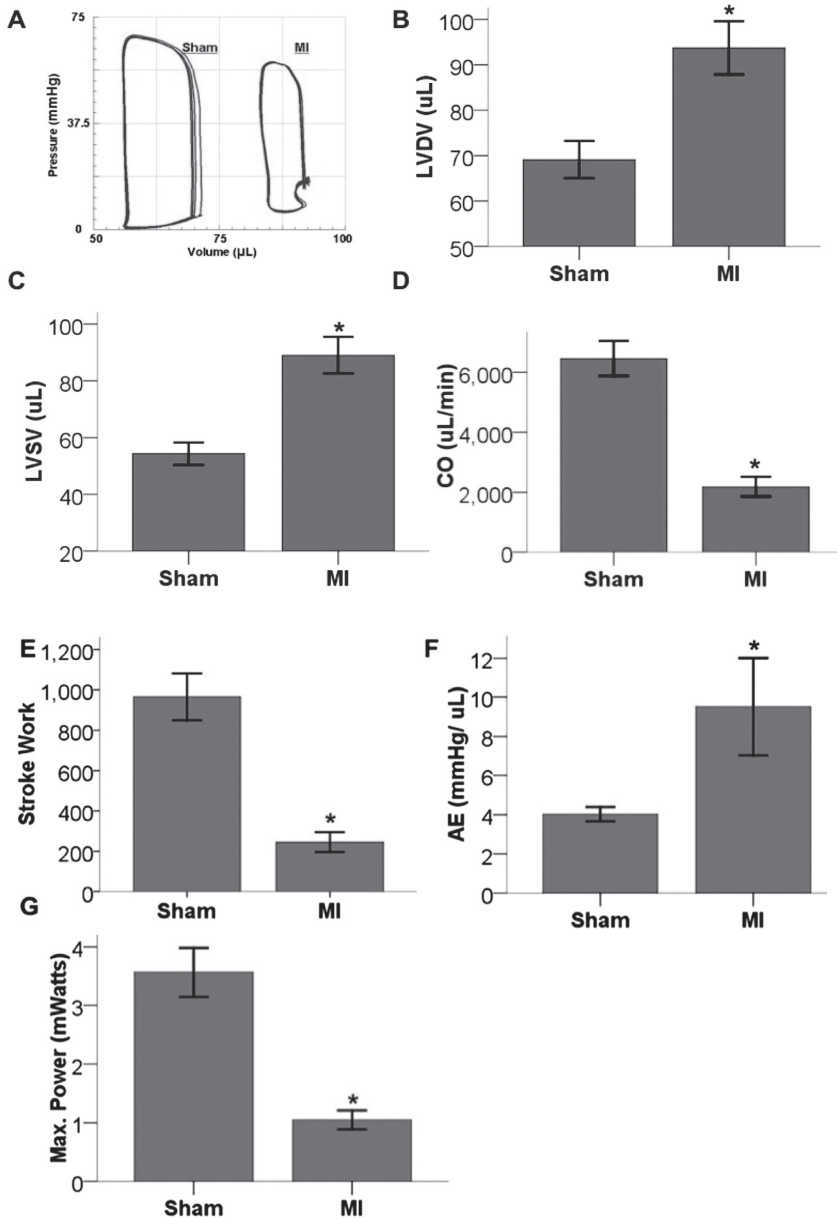 A
75
Sham
MI
Pressure (mmHg)
37.5
0
50
75
100
Volume (µL)
B
*
LVDV (uL)
100
90
80
70
60
50
Sham
MI
C
*
LVSV (uL)
100
80
60
40
20
Sham
MI
D
*
CO (uL/min)
6,000
4,000
2,000
0
Sham
MI
E
*
Stroke Work
1,200
1,000
800
600
400
200
0
Sham
MI
F
*
AE (mmHg/ uL)
12
10
8
6
4
2
0
Sham
MI
G
*
Max. Power (mWatts)
4
3
2
1
0
Sham
MI